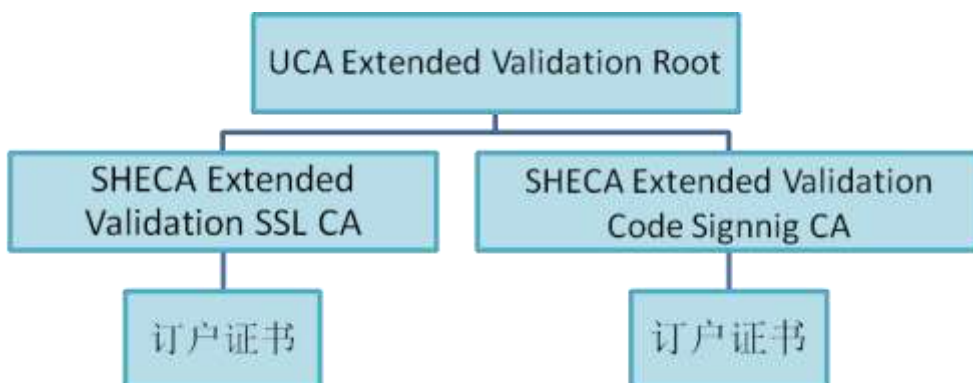 UCA Extended Validation Root
SHECA Extended
Validation SSL CA
SHECA Extended Validation
Code Signnig CA
订户证书
订户证书